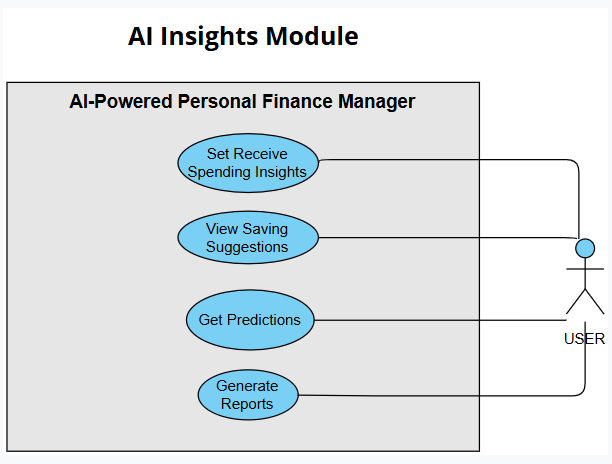 AI Insights Module
AI-Powered Personal Finance Manager
Set Receive
Spending Insights
View Saving
Suggestions
Get Predictions
USER
Generate
Reports